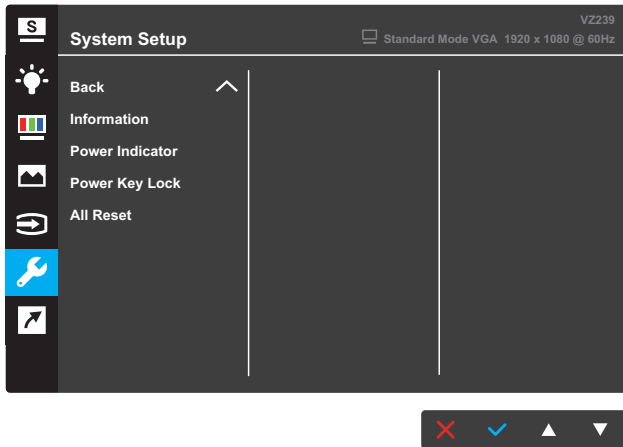 S
VZ239
System Setup
Standard Mode VGA 1920 x 1080 @ 60Hz
Back
Information
Power Indicator
Power Key Lock
All Reset